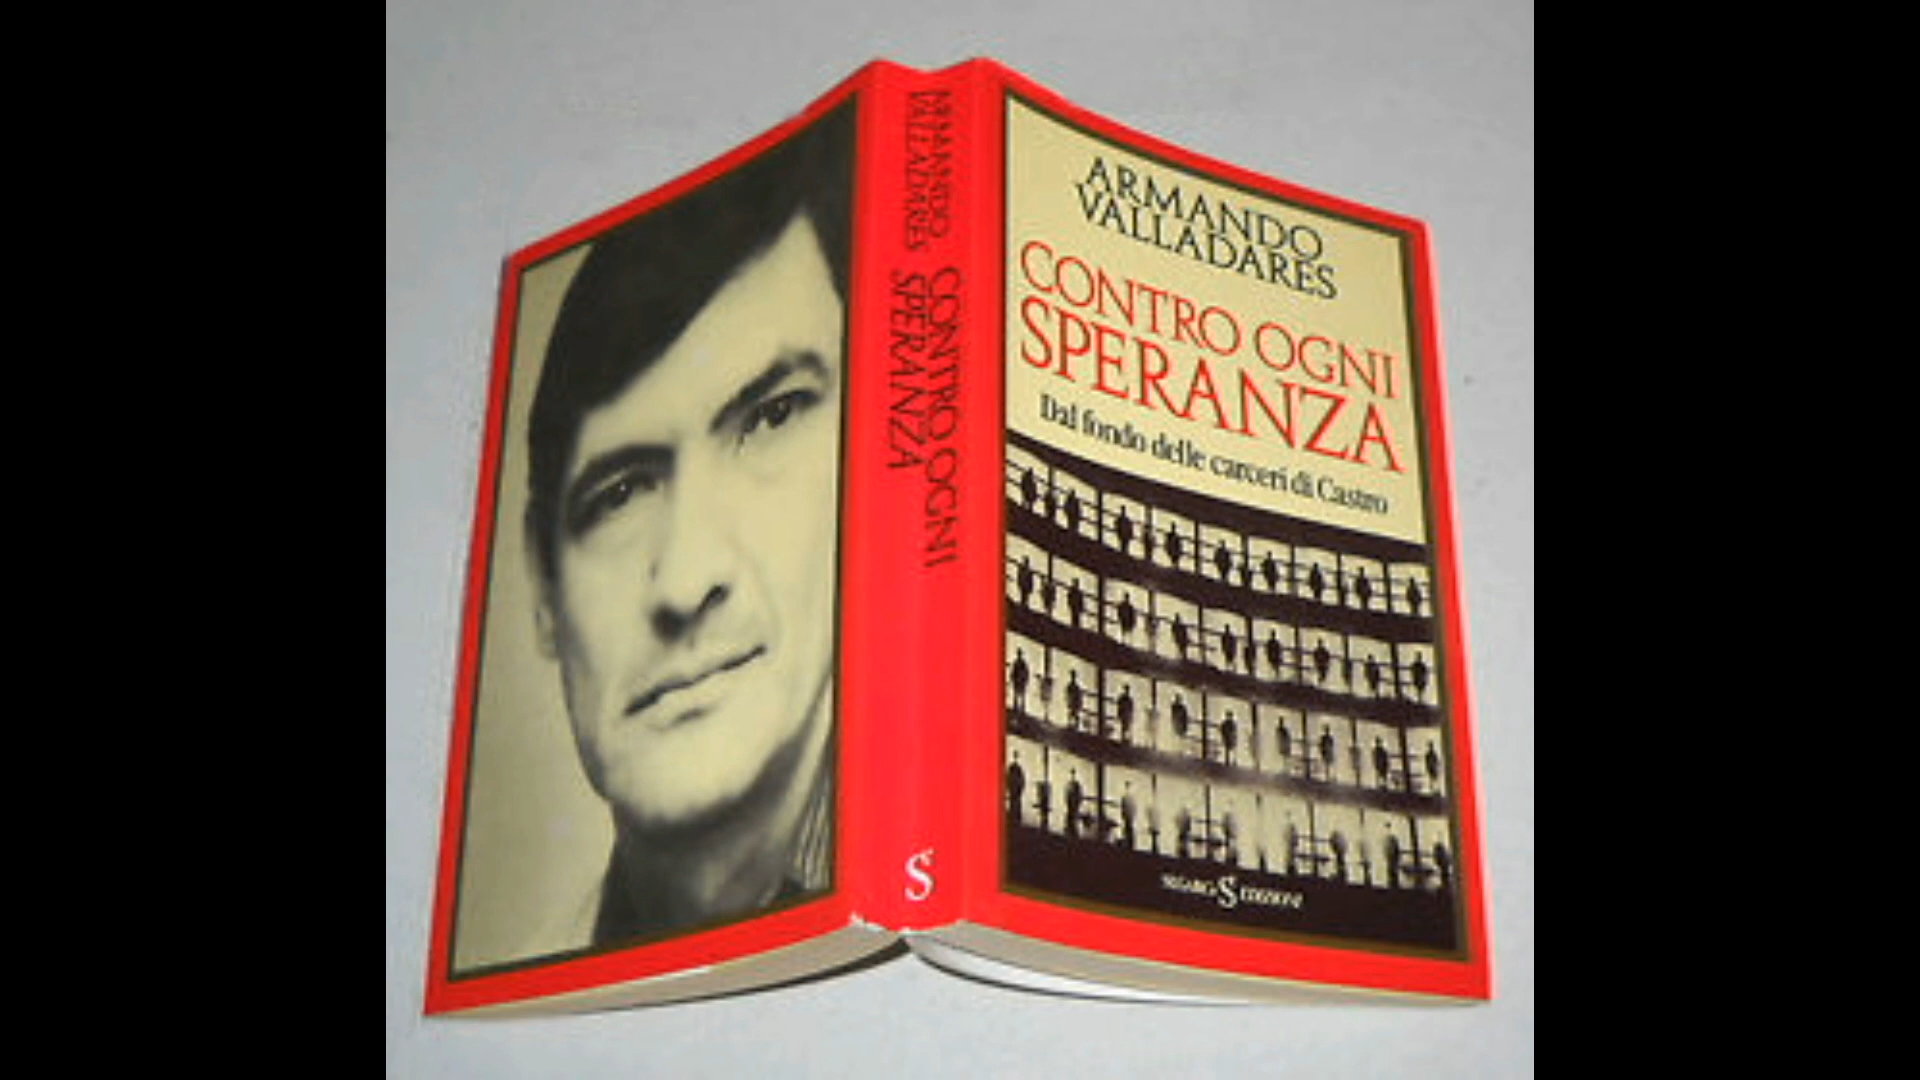 ARMANDO
VALLADARES
CONTRO OGNI
SPERANZA
S
ARMANDO
VALLADARES
CONTRO OGNI
SPERANZA
Dal fondo delle carceri di Castro
SUGARCO S EDIZIONI